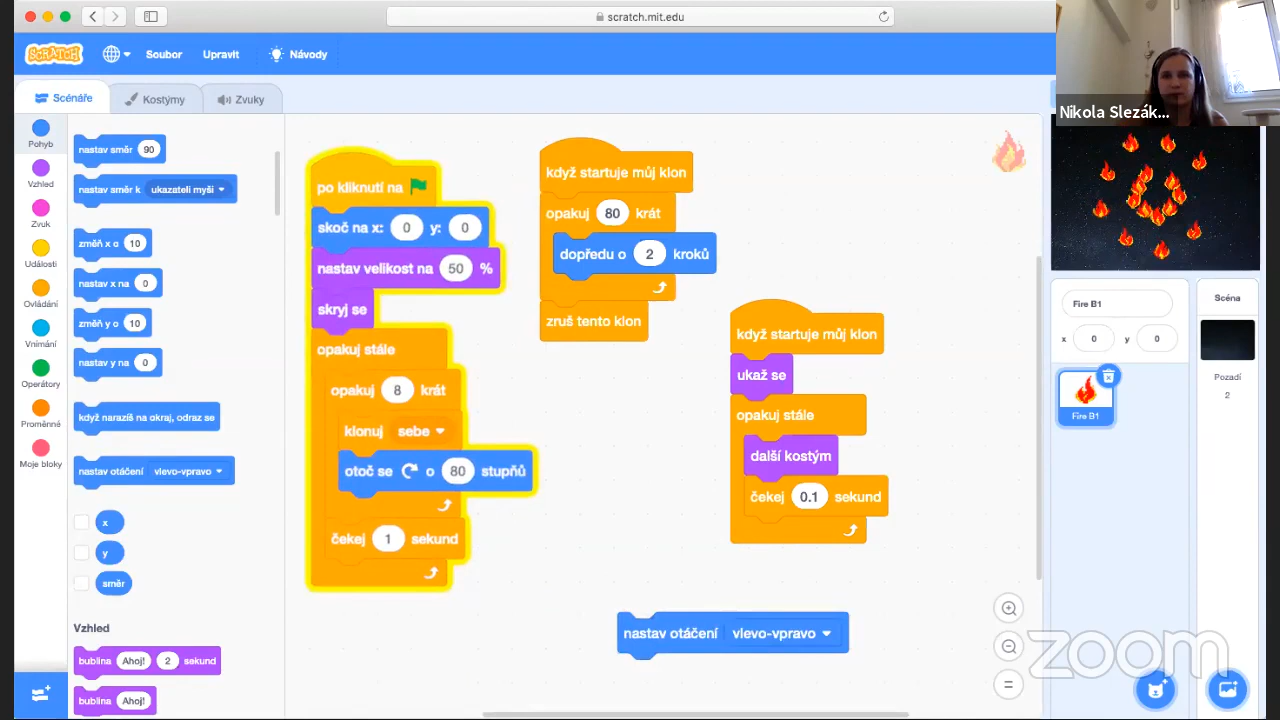 scratch.mit.edu
SCRATCH
Soubor
Upravit
Návody
Scénáře
Kostýmy
Zvuky
Nikola Slezák...
Pohyb
Vzhled
Zvuk
Události
Ovládání
Vnímání
Operátory
Proměnné
Moje bloky
nastav směr 90
nastav směr k ukazateli myši
změň x o 10
nastav x na 0
změň y o 10
nastav y na 0
když narazíš na okraj, odraz se
nastav otáčení vlevo-vpravo
x
y
směr
Vzhled
bublina Ahoj! 2 sekund
bublina Ahoj!
po kliknutí na
skoč na x: 0 y: 0
nastav velikost na 50 %
skryj se
opakuj stále
opakuj 8 krát
klonuj sebe
otoč se o 80 stupňů
čekej 1 sekund
když startuje můj klon
opakuj 80 krát
dopředu o 2 kroků
zruš tento klon
když startuje můj klon
ukaž se
opakuj stále
další kostým
čekej 0.1 sekund
nastav otáčení vlevo-vpravo
Fire B1
x 0 y 0
Fire B1
Scéna
Pozadí
2
zoom